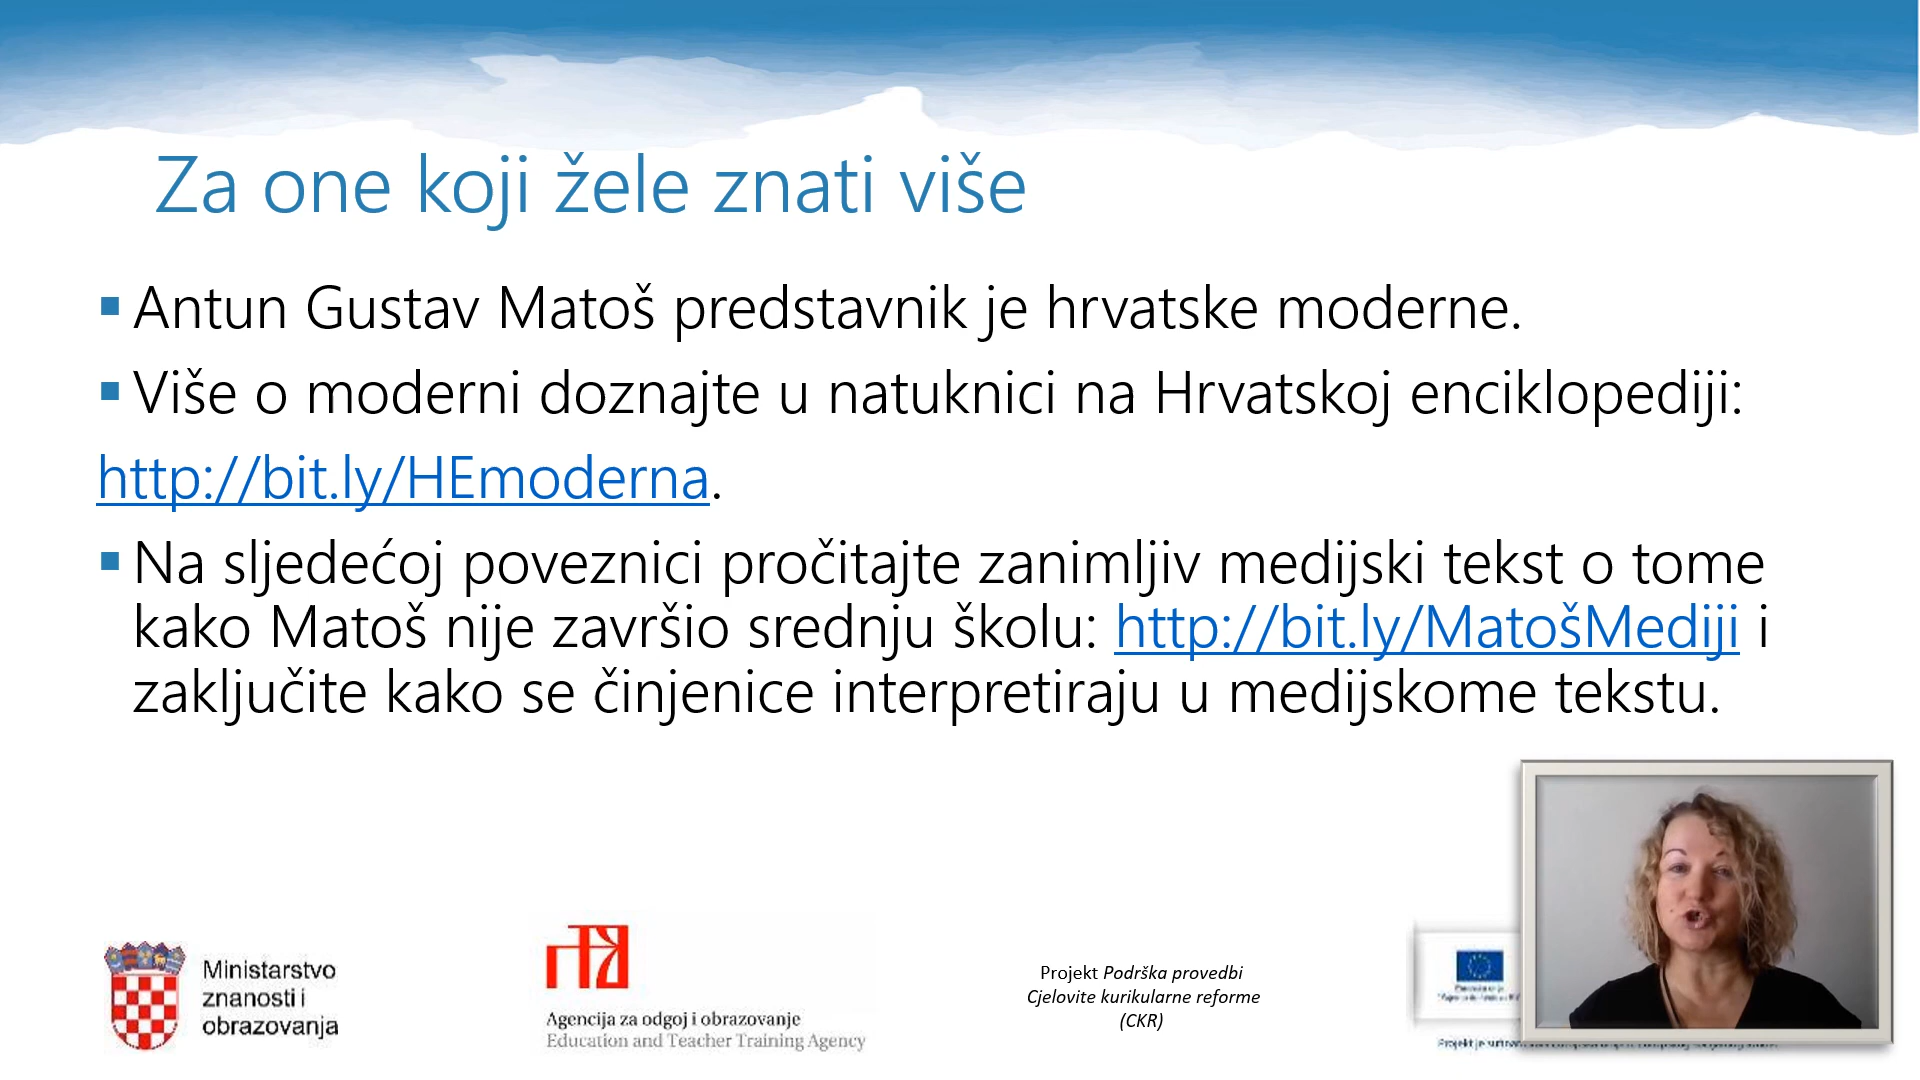 Za one koji žele znati više
Antun Gustav Matoš predstavnik je hrvatske moderne.
Više o moderni doznajte u natuknici na Hrvatskoj enciklopediji:
http://bit.ly/HEmoderna.
Na sljedećoj poveznici pročitajte zanimljiv medijski tekst o tome
kako Matoš nije završio srednju školu: http://bit.ly/MatošMediji i
zaključite kako se činjenice interpretiraju u medijskome tekstu.
Ministarstvo
znanosti i
obrazovanja
Agencija za odgoj i obrazovanje
Education and Teacher Training Agency
Projekt Podrška provedbi
Cjelovite kurikularne reforme
(CKR)
Projekt je